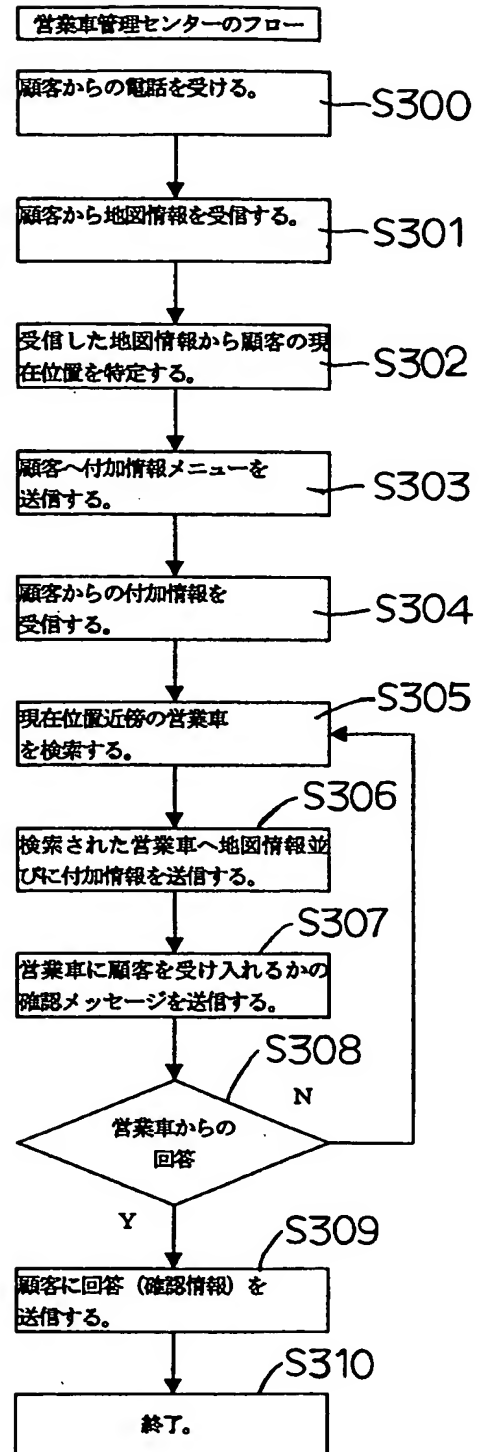 営業車管理センターのフロー
顧客からの電話を受ける。
S300
顧客から地図情報を受信する。
S301
受信した地図情報から顧客の現
在位置を特定する。
S302
顧客へ付加情報メニューを
送信する。
S303
顧客からの付加情報を
受信する。
S304
S305
現在位置近傍の営業車
を検索する。
S306
検索された営業車へ地図情報並
びに付加情報を送信する。
S307
営業車に顧客を受け入れるかの
確認メッセージを送信する。
S308
N
営業車からの
回答
Y
S309
顧客に回答（確認情報）を
送信する。
S310
終了。